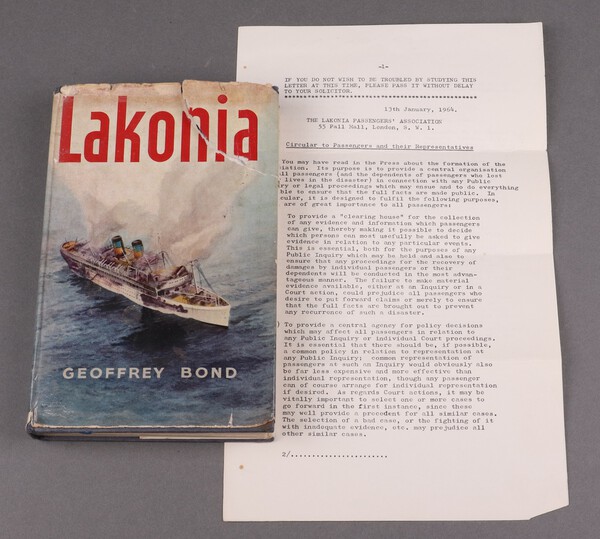 Lakonia
GEOFFREY BOND
-1-
IF YOU DO NOT WISH TO BE TROUBLED BY STUDYING THIS
LETTER AT THIS TIME, PLEASE PASS IT WITHOUT DELAY
TO YOUR SOLICITOR.
13th January, 1964.
THE LAKONIA PASSENGERS' ASSOCIATION
53 Pall Mall, London, S. W. 1.
Circular to Passengers and their Representatives
You may have read in the Press about the formation of the
iation. Its purpose is to provide a central organisation
ll passengers (and the dependents of passengers who lost
lives in the disaster) in connection with any Public
ry or legal proceedings which may ensue and to do everything
ble to ensure that the full facts are made public. In
cular, it is designed to fulfil the following purposes,
are of great importance to all passengers:
To provide a "clearing house" for the collection
of any evidence and information which passengers
can give, thereby making it possible to decide
which persons can most usefully be asked to give
evidence in relation to any particular events.
This is essential, both for the purposes of any
Public Inquiry which may be held and also to
ensure that any proceedings for the recovery of
damages by individual passengers or their
dependents will be conducted in the most advan-
tageous manner. The failure to make material
evidence available, either at an Inquiry or in a
Court action, could prejudice all passengers who
desire to put forward claims or merely to ensure
that the full facts are brought out to prevent
any recurrence of such a disaster.
) To provide a central agency for policy decisions
which may affect all passengers in relation to
any Public Inquiry or individual Court proceedings.
It is essential that there should be, if possible,
a common policy in relation to representation at
any Public Inquiry; common representation of
passengers at such an Inquiry would obviously also
be far less expensive and more effective than
individual representation, though any passenger
can of course arrange for individual representation
if desired. As regards Court actions, it may be
vitally important to select one or more cases to
go forward in the first instance, since these
may well provide a precedent for all similar cases.
The selection of a bad case, or the fighting of it
with inadequate evidence, etc. may prejudice all
other similar cases.
2/.......................